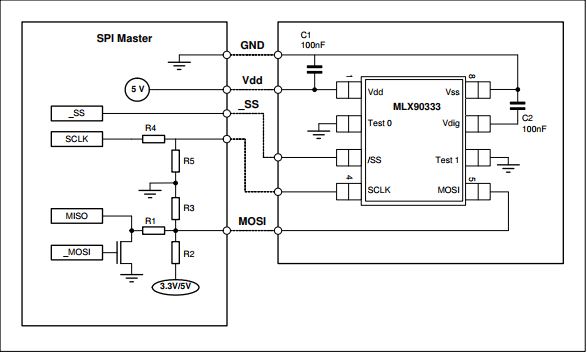 SPI Master
GND
C1
100nF
5 V
Vdd
1
8
Vdd
Vss
MLX90333
_SS
_SS
C2
100nF
Test 0
Vdig
SCLK
R4
R5
/SS
Test 1
4
5
SCLK
MOSI
R3
MISO
R1
MOSI
_MOSI
R2
3.3V/5V